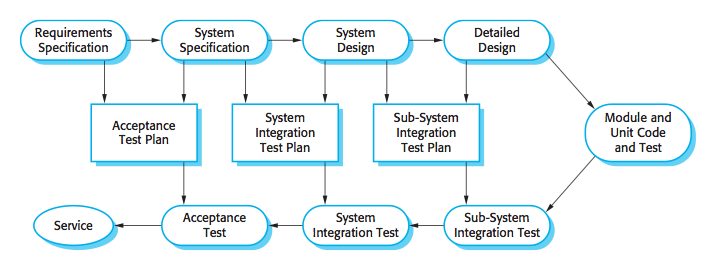 Requirements
Specification
System
Specification
System
Design
Detailed
Design
Acceptance
Test Plan
System
Integration
Test Plan
Sub-System
Integration
Test Plan
Module and
Unit Code
and Test
Service
Acceptance
Test
System
Integration Test
Sub-System
Integration Test